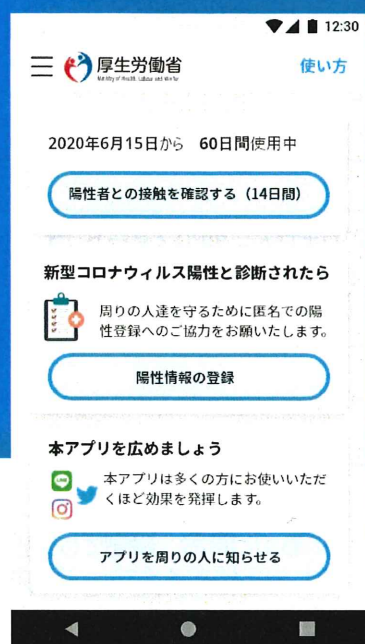 12:30
厚生労働省
Ministry of Health, Labour and Welfare
使い方
2020年6月15日から 60日間使用中
陽性者との接触を確認する（14日間）
新型コロナウィルス陽性と診断されたら
周りの人達を守るために匿名での陽
性登録へのご協力をお願いいたします。
陽性情報の登録
本アプリを広めましょう
本アプリは多くの方にお使いいただ
くほど効果を発揮します。
LINE
アプリを周りの人に知らせる